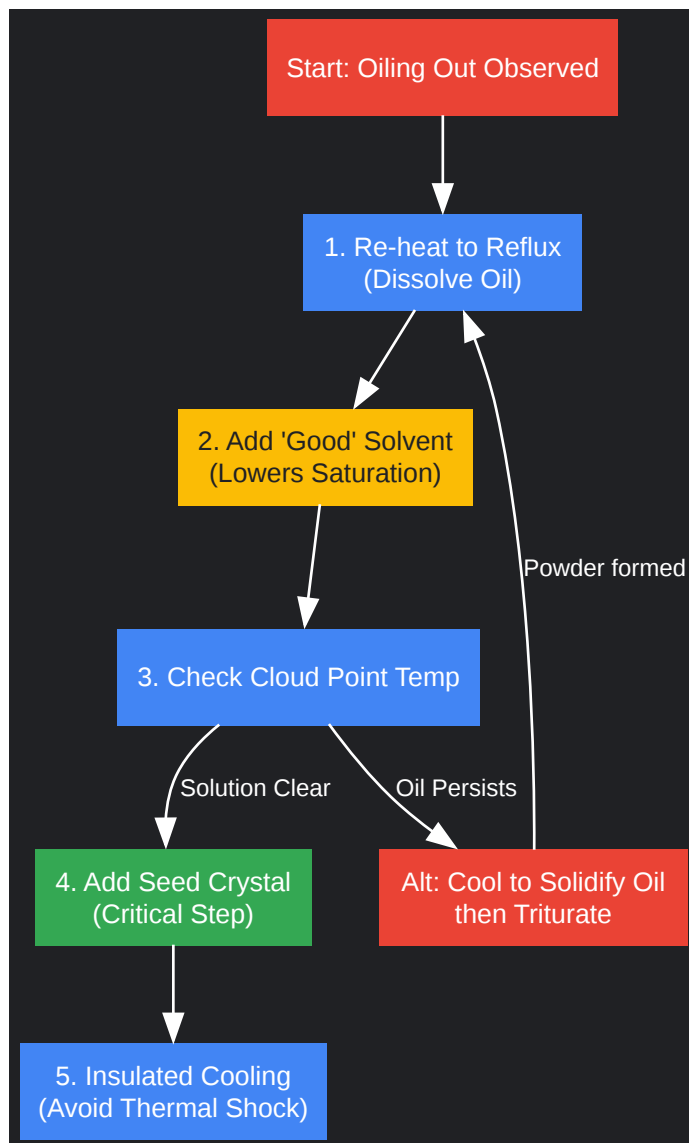 Start: Oiling Out Observed
1. Re-heat to Reflux
(Dissolve Oil)
2. Add 'Good' Solvent
(Lowers Saturation)
Powder formed
3. Check Cloud Point Temp
Solution Clear
Oil Persists
4. Add Seed Crystal
(Critical Step)
Alt: Cool to Solidify Oil
then Triturate
5. Insulated Cooling
(Avoid Thermal Shock)